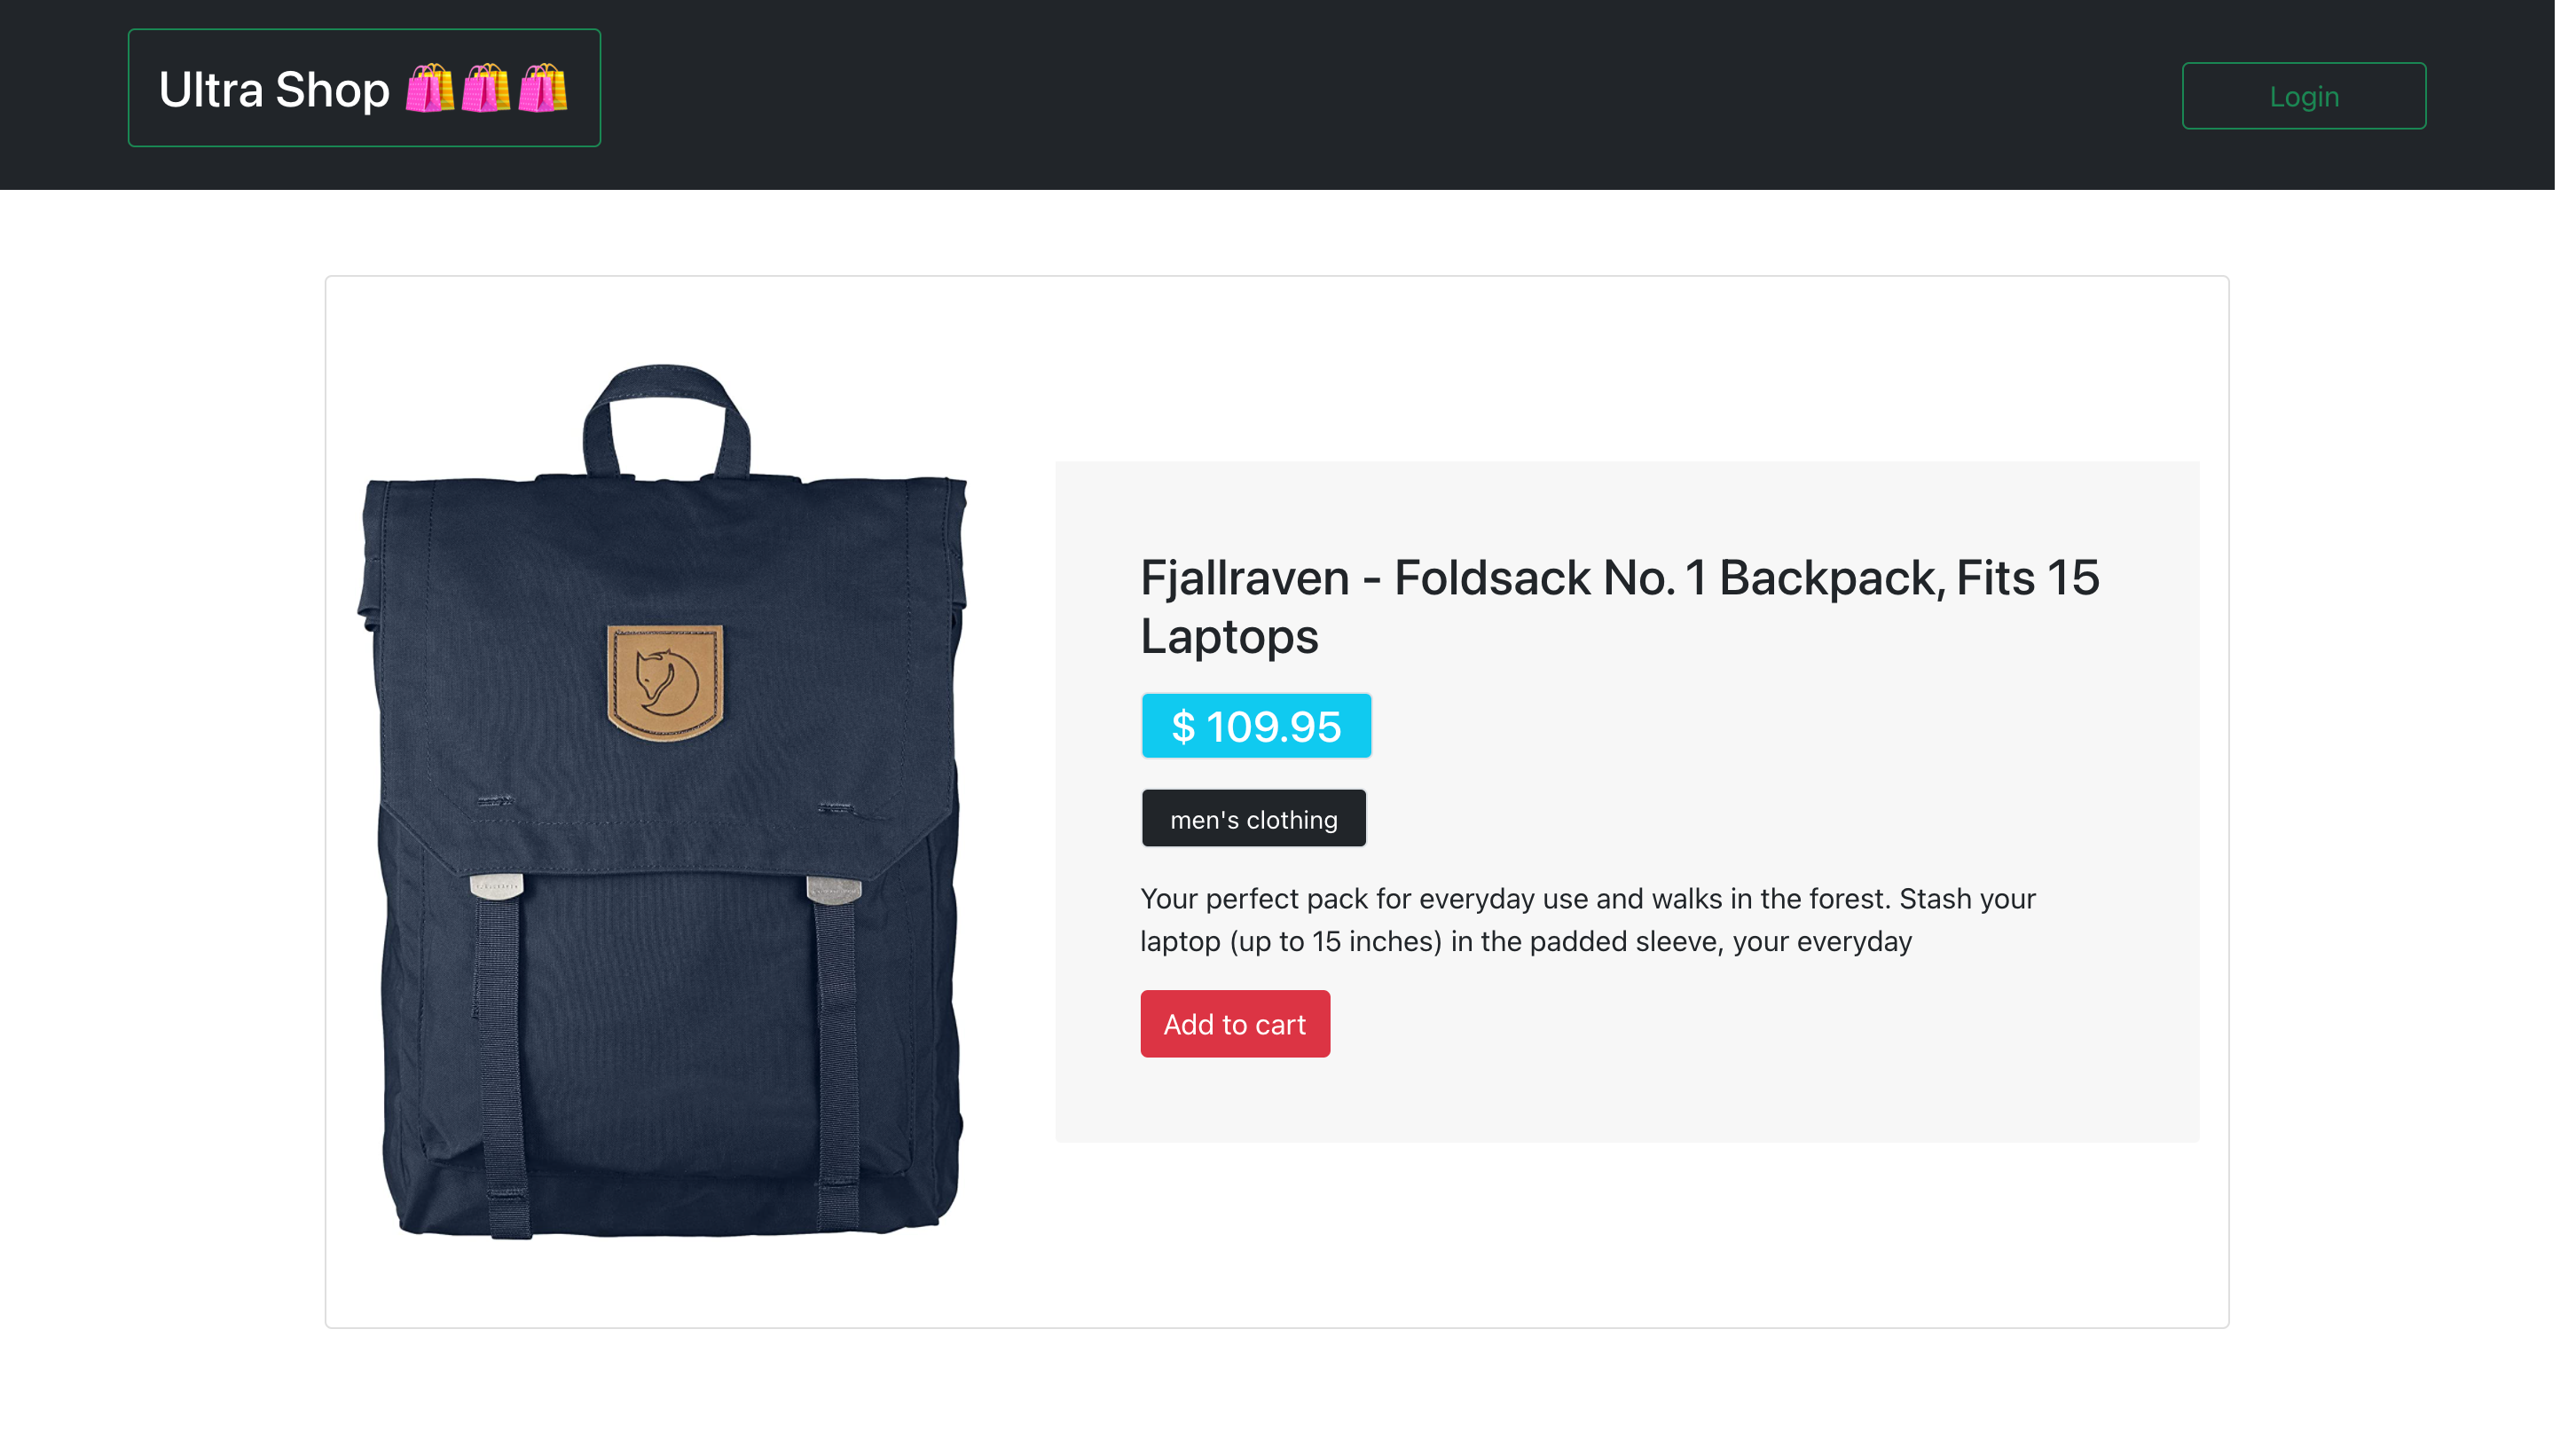 Ultra Shop 🛍️🛍️🛍️
Login
Fjallraven - Foldsack No. 1 Backpack, Fits 15
Laptops
$ 109.95
men's clothing
Your perfect pack for everyday use and walks in the forest. Stash your
laptop (up to 15 inches) in the padded sleeve, your everyday
Add to cart